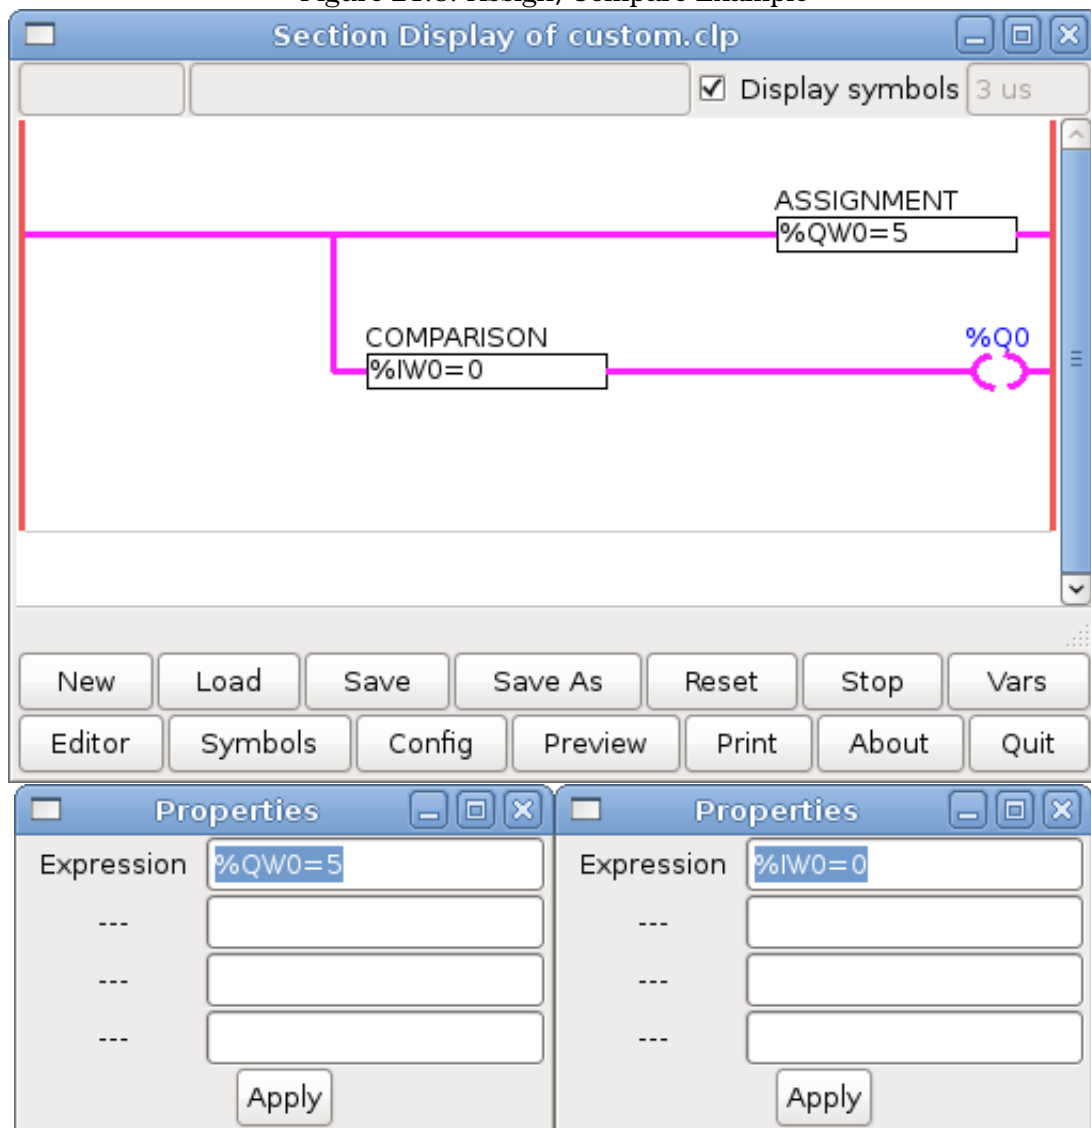 Section Display of custom.clp
Display symbols 3 us
ASSIGNMENT
%QW0=5
COMPARISON %Q0
%IW0=0
New Load Save Save As Reset Stop Vars
Editor Symbols Config Preview Print About Quit
Properties Properties
Expression %QW0=5 Expression %IW0=0
--- ---
--- ---
--- ---
Apply Apply